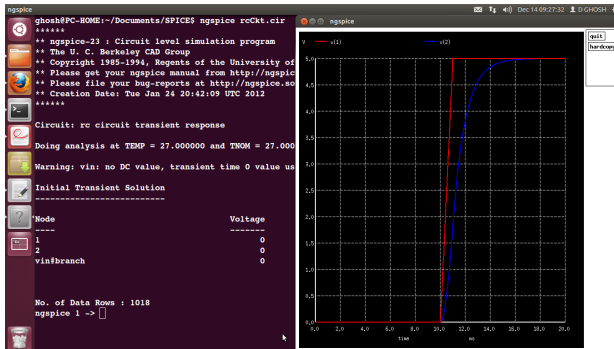 ngspice
Dec 14 09:27:32 D GHOSH
ghosh@PC-HOME:~/Documents/SPICE$ ngspice rcCkt.cir
******
** ngspice-23 : Circuit level simulation program
** The U. C. Berkeley CAD Group
** Copyright 1985-1994, Regents of the University of
** Please get your ngspice manual from http://ngspic
** Please file your bug-reports at http://ngspice.so
** Creation Date: Tue Jan 24 20:42:09 UTC 2012
******
Circuit: rc circuit transient response
Doing analysis at TEMP = 27.000000 and TNOM = 27.000
Warning: vin: no DC value, transient time 0 value us
Initial Transient Solution
--------------------------
Node Voltage
---- -------
1 0
2 0
vin#branch 0
No. of Data Rows : 1018
ngspice 1 ->
ngspice
V v(1) v(2)
5.0
4.5
4.0
3.5
3.0
2.5
2.0
1.5
1.0
0.5
0.0
0.0 2.0 4.0 6.0 8.0 10.0 12.0 14.0 16.0 18.0 20.0
time ms
quit
hardcopy